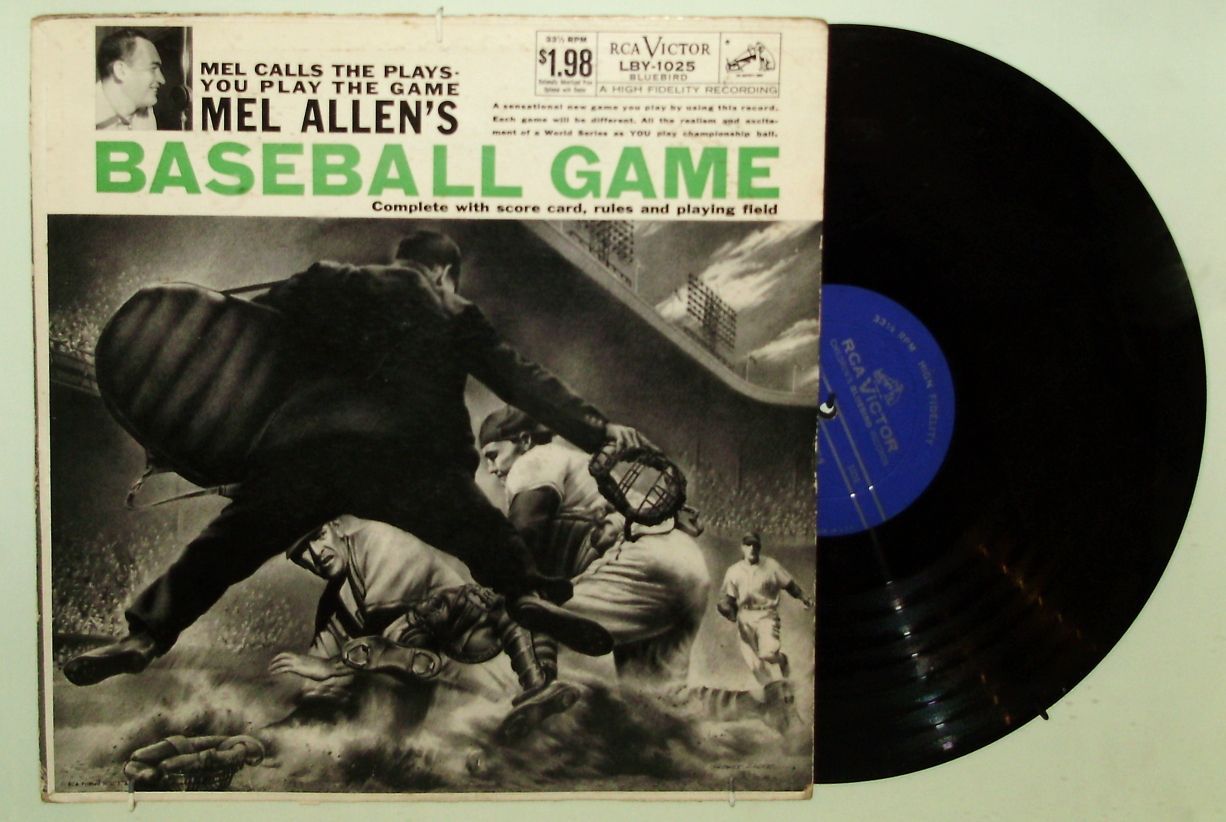 MEL CALLS THE PLAYS-
YOU PLAY THE GAME
MEL ALLEN'S
33⅓ RPM
$1.98
RCA VICTOR
LBY-1025
BLUEBIRD
A HIGH FIDELITY RECORDING
A sensational new game you play by using this record.
Each game will be different. All the realism and excite-
ment of a World Series as YOU play championship ball.
BASEBALL GAME
Complete with score card, rules and playing field
33⅓ RPM HIGH FIDELITY
RCA VICTOR